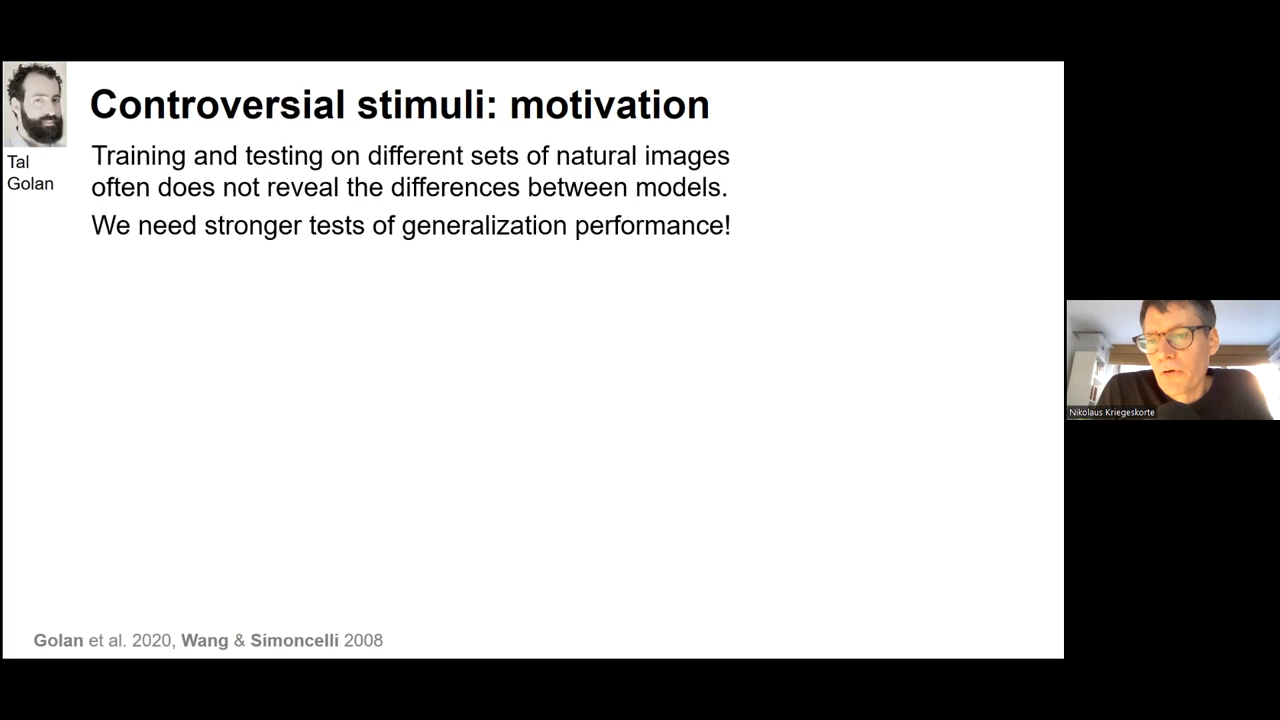 Controversial stimuli: motivation
Tal
Golan
Training and testing on different sets of natural images
often does not reveal the differences between models.
We need stronger tests of generalization performance!
Nikolaus Kriegeskorte
Golan et al. 2020, Wang & Simoncelli 2008